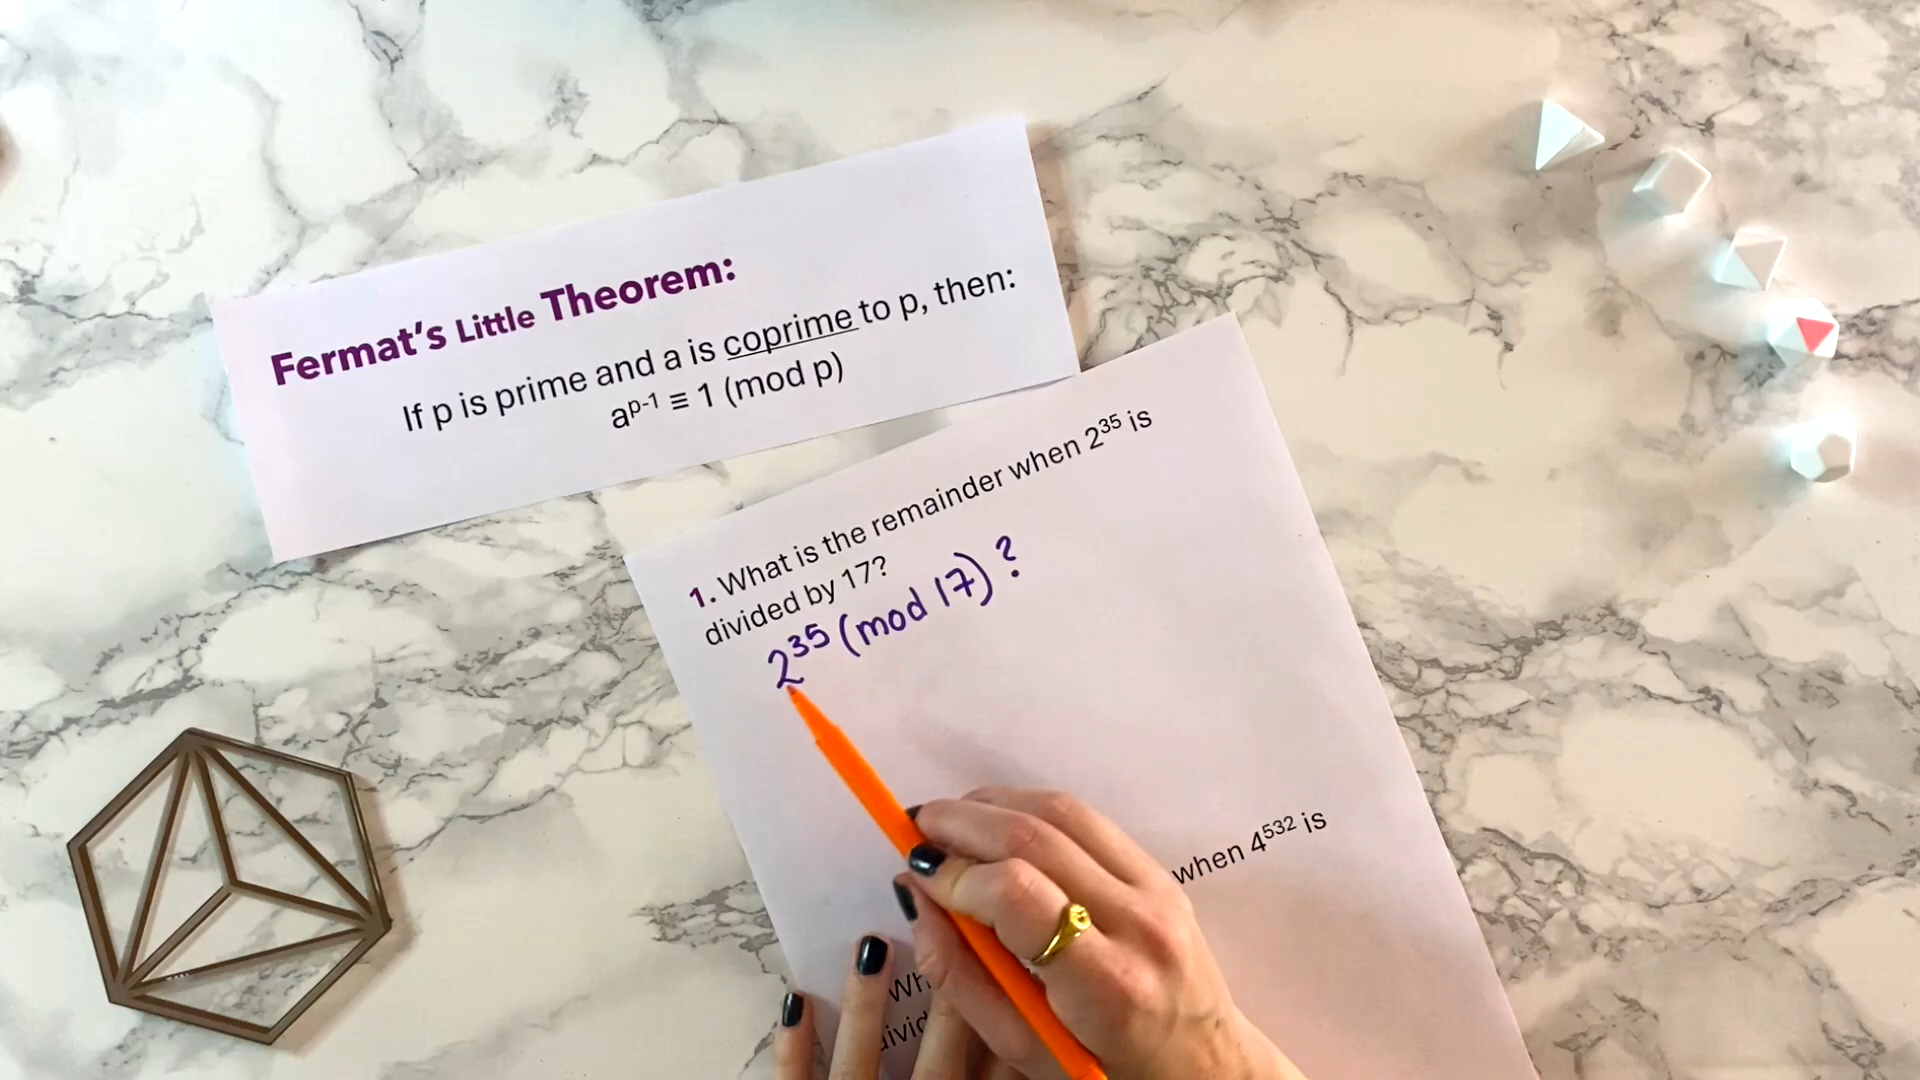 Fermat's Little Theorem:
If p is prime and a is coprime to p, then:
a^p-1 ≡ 1 (mod p)
1. What is the remainder when 2^35 is
divided by 17?
2^35 (mod 17) ?
when 4^532 is